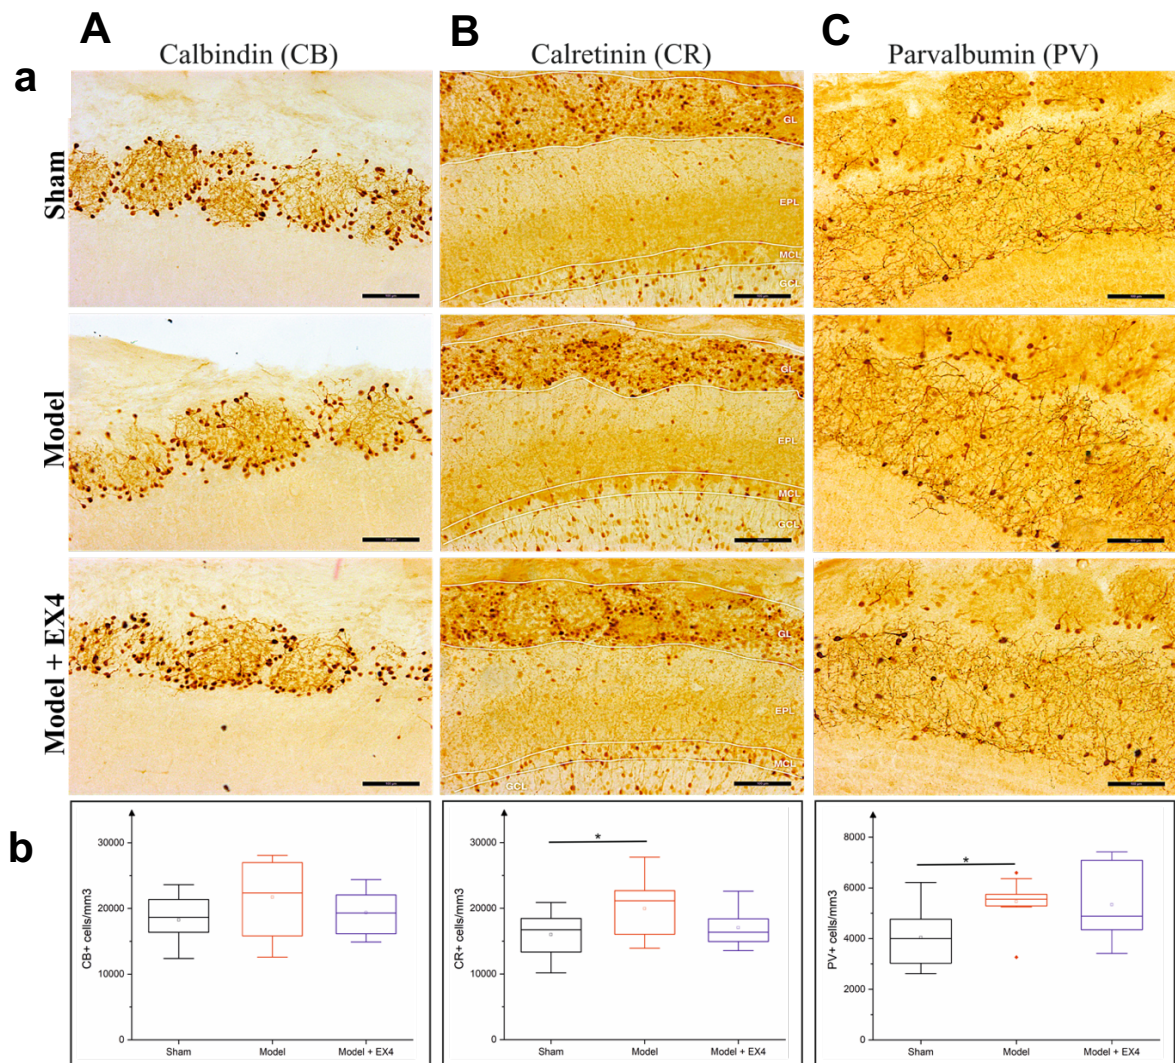 A
B
C
Calbindin (CB)
Calretinin (CR)
Parvalbumin (PV)
a
Sham
GL
EPL
MCL
GCL
Model
GL
EPL
MCL
GCL
Model + EX4
GL
EPL
MCL
GCL
b
CB+ cells/mm3
30000
20000
10000
0
Sham
Model
Model + EX4
CR+ cells/mm3
30000
20000
10000
0
*
Sham
Model
Model + EX4
PV+ cells/mm3
8000
6000
4000
2000
0
*
Sham
Model
Model + EX4